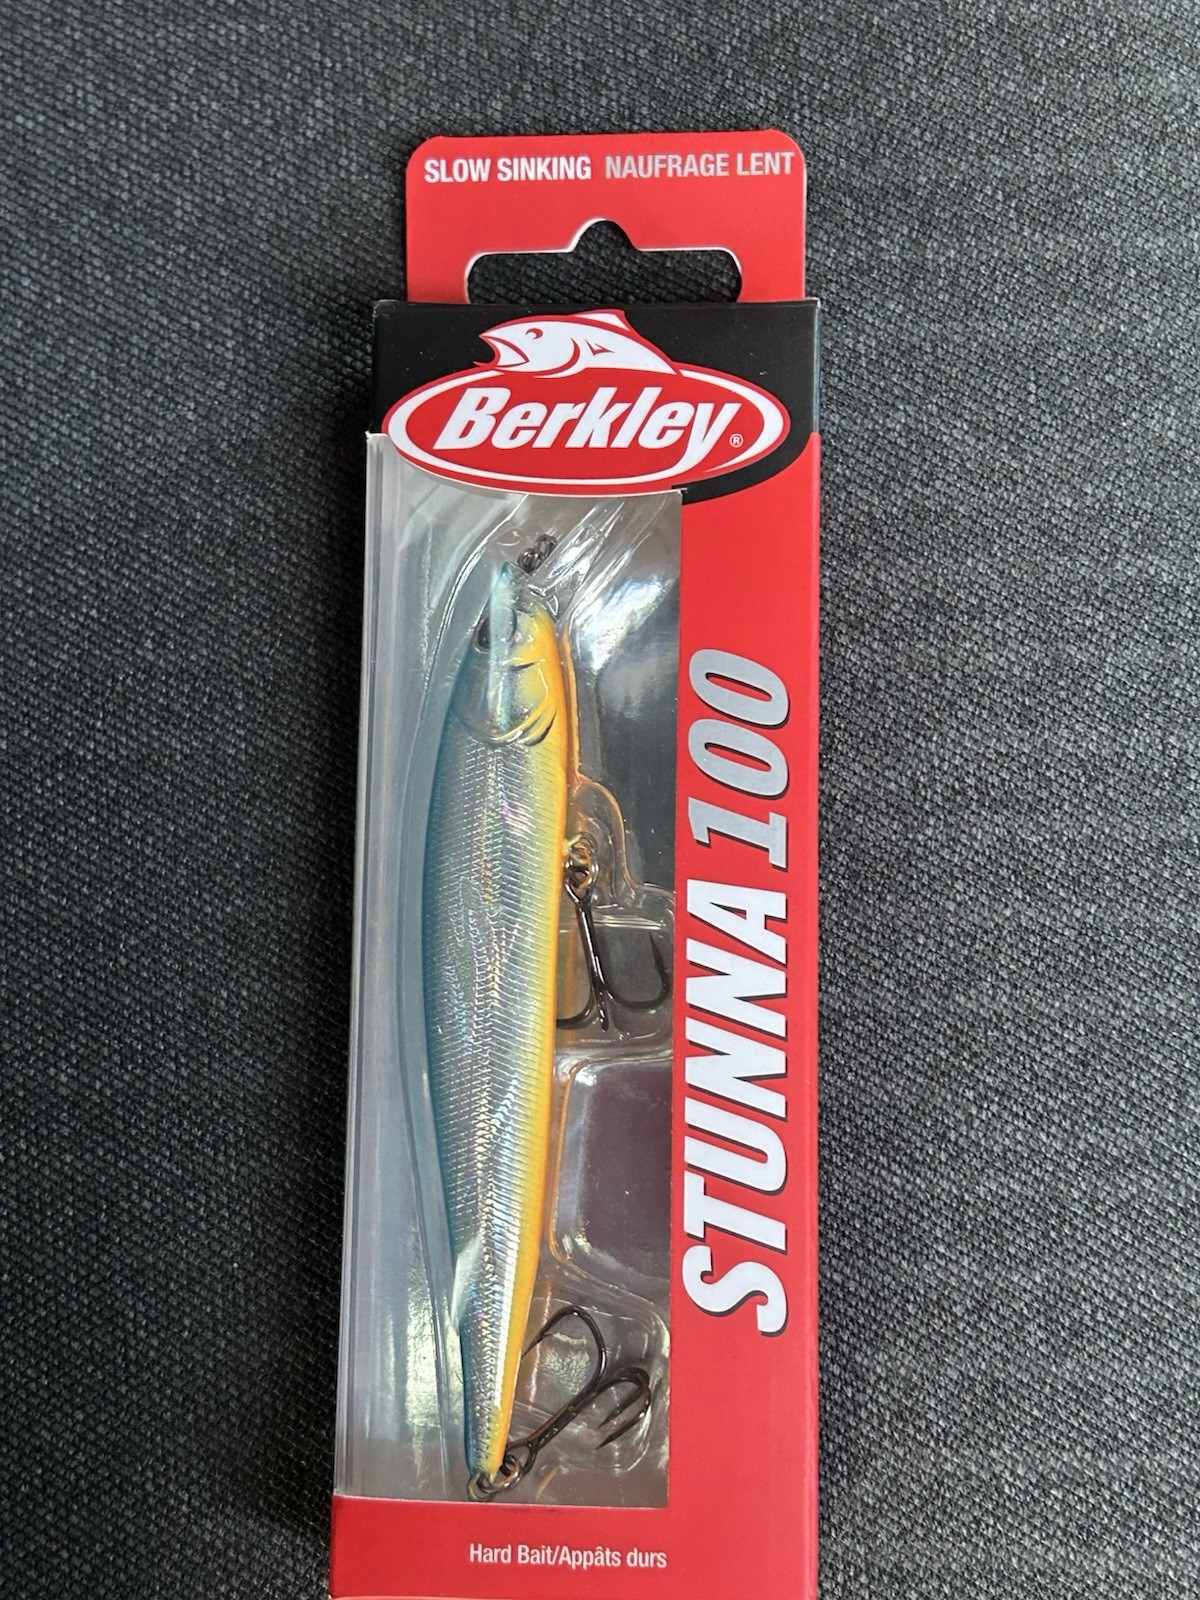 SLOW SINKING NAUFRAGE LENT
Berkley®
STUNNA 100
Hard Bait/Appâts durs